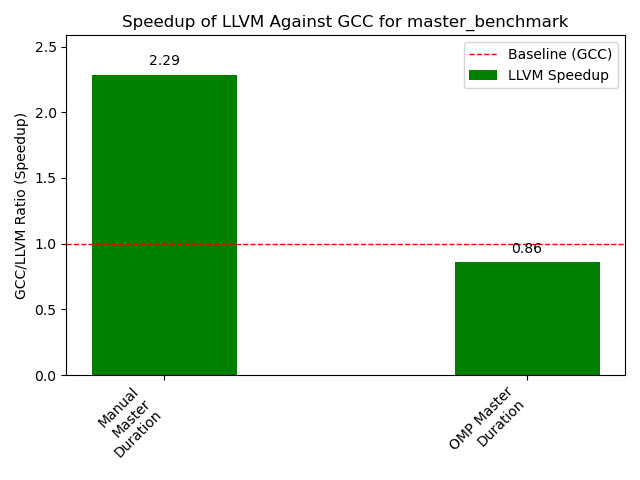 Speedup of LLVM Against GCC for master_benchmark
GCC/LLVM Ratio (Speedup)
2.5
2.0
1.5
1.0
0.5
0.0
2.29
0.86
Baseline (GCC)
LLVM Speedup
Manual
Master
Duration
OMP Master
Duration